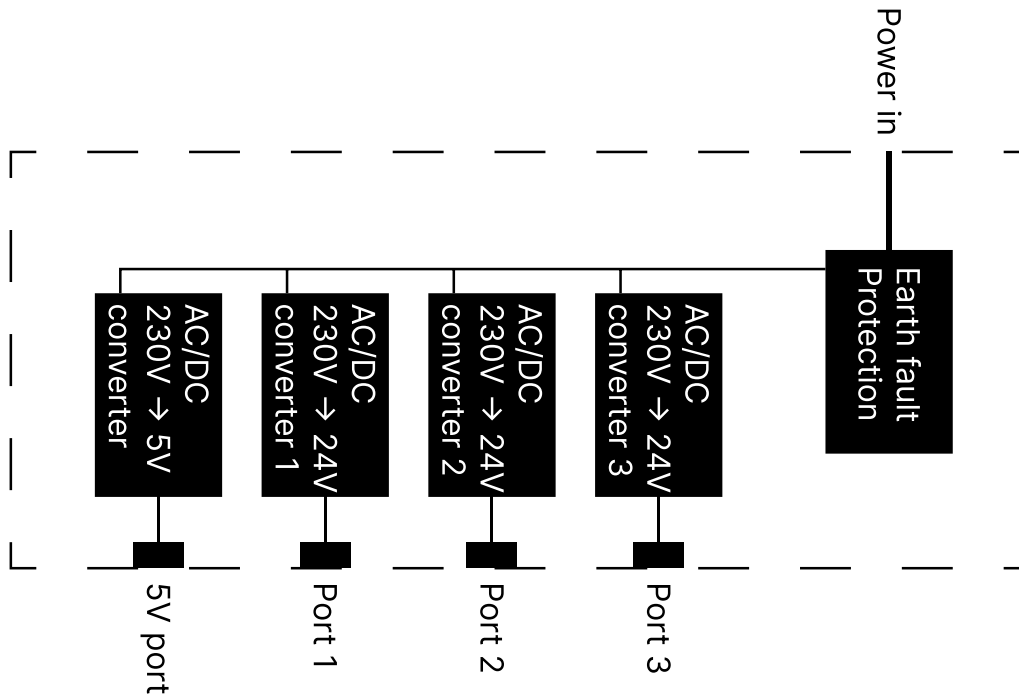 Power in
Earth fault
Protection
AC/DC
230V → 24V
converter 3
Port 3
AC/DC
230V → 24V
converter 2
Port 2
AC/DC
230V → 24V
converter 1
Port 1
AC/DC
230V → 5V
converter
5V port